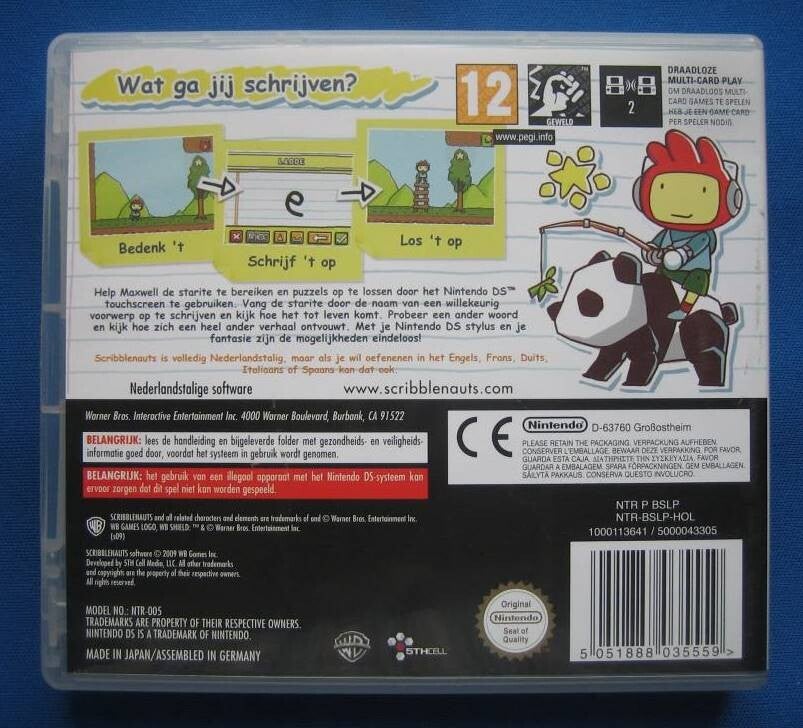 Wat ga jij schrijven?
12
GEWELD
www.pegi.info
2
DRAADLOZE
MULTI-CARD PLAY
OM DRAADLOOS MULTI-
CARD GAMES TE SPELEN
HEB JE EEN GAME CARD
PER SPELER NODIG.
LADDE
e
Bedenk 't
Schrijf 't op
Los 't op
Help Maxwell de starite te bereiken en puzzels op te lossen door het Nintendo DS™
touchscreen te gebruiken. Vang de starite door de naam van een willekeurig
voorwerp op te schrijven en kijk hoe het tot leven komt. Probeer een ander woord
en kijk hoe zich een heel ander verhaal ontvouwt. Met je Nintendo DS stylus en je
fantasie zijn de mogelijkheden eindeloos!
Scribblenauts is volledig Nederlandstalig, maar als je wil oefenenen in het Engels, Frans, Duits,
Italiaans of Spaans kan dat ook.
Nederlandstalige software
www.scribblenauts.com
Warner Bros. Interactive Entertainment Inc. 4000 Warner Boulevard, Burbank, CA 91522
BELANGRIJK: lees de handleiding en bijgeleverde folder met gezondheids- en veiligheids-
informatie goed door, voordat het systeem in gebruik wordt genomen.
BELANGRIJK: het gebruik van een illegaal apparaat met het Nintendo DS-systeem kan
ervoor zorgen dat dit spel niet kan worden gespeeld.
CE
Nintendo D-63760 Großostheim
PLEASE RETAIN THE PACKAGING. VERPACKUNG AUFHEBEN.
CONSERVER L'EMBALLAGE. BEWAAR DEZE VERPAKKING. POR FAVOR,
GUARDA ESTA CAJA. ΔΙΑΤΗΡΗΣΤΕ ΤΗΝ ΣΥΣΚΕΥΑΣΙΑ. FAVOR
GUARDAR A EMBALAGEM. SPARA FÖRPACKNINGEN. GEM EMBALLAGEN.
SÄILYTÄ PAKKAUS. CONSERVA QUESTO INVOLUCRO.
NTR P BSLP
NTR-BSLP-HOL
1000113641 / 5000043305
SCRIBBLENAUTS and all related characters and elements are trademarks of and © Warner Bros. Entertainment Inc.
WB GAMES LOGO, WB SHIELD: ™ & © Warner Bros. Entertainment Inc.
(s09)
SCRIBBLENAUTS software © 2009 WB Games Inc.
Developed by 5TH Cell Media, LLC. All other trademarks
and copyrights are the property of their respective owners.
All rights reserved.
MODEL NO.: NTR-005
TRADEMARKS ARE PROPERTY OF THEIR RESPECTIVE OWNERS.
NINTENDO DS IS A TRADEMARK OF NINTENDO.
MADE IN JAPAN/ASSEMBLED IN GERMANY
5THCELL
Original
Nintendo
Seal of
Quality
5 051888 035559 >